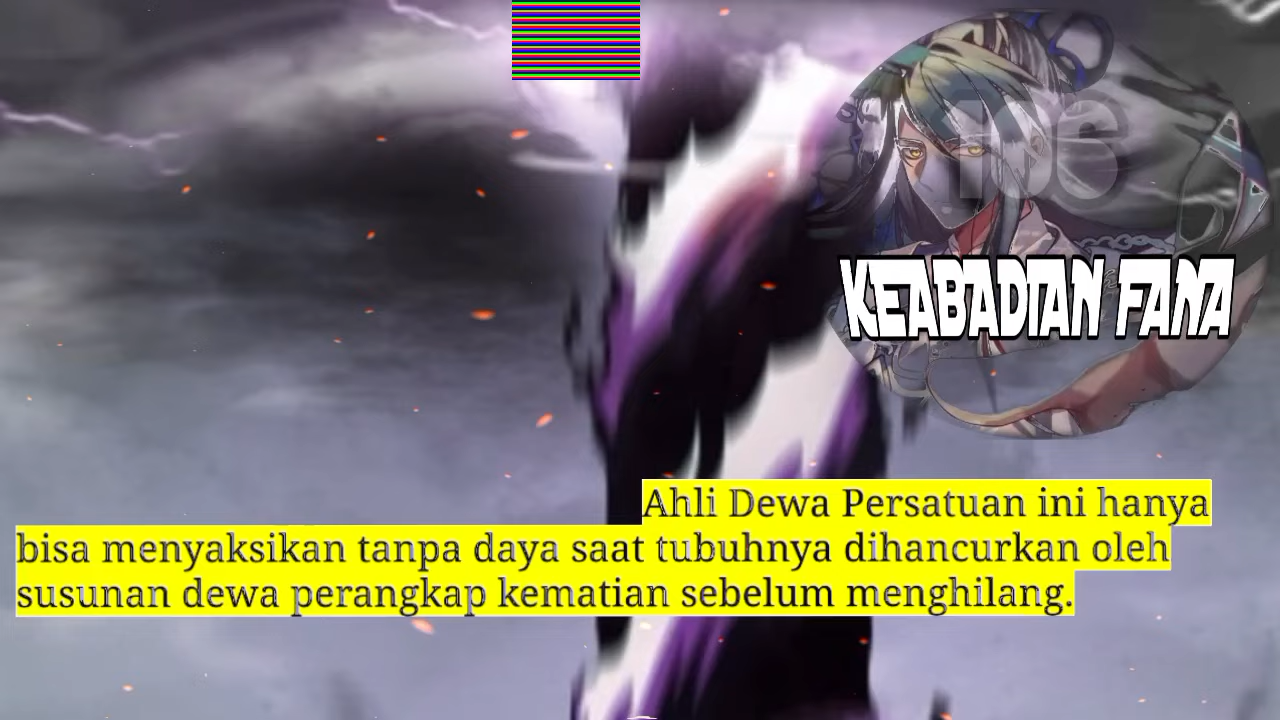 106
KEABADIAN FANA
Ahli Dewa Persatuan ini hanya
bisa menyaksikan tanpa daya saat tubuhnya dihancurkan oleh
susunan dewa perangkap kematian sebelum menghilang.